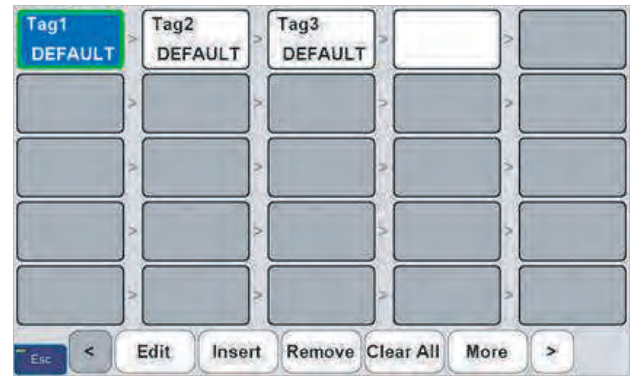 Tag1 > Tag2 > Tag3 > >
DEFAULT DEFAULT DEFAULT
> > > >
> > > >
> > > >
> > > >
Esc < Edit Insert Remove Clear All More >